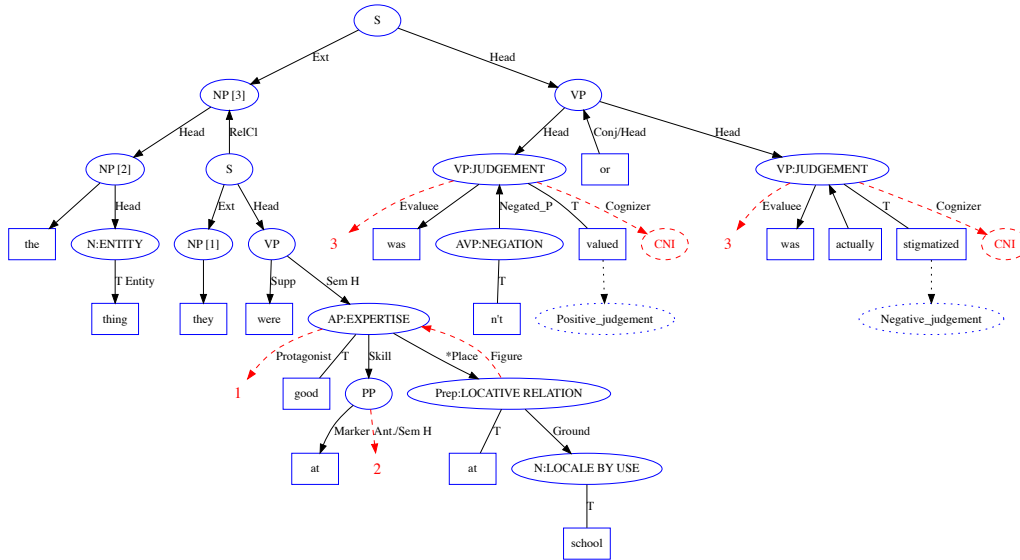 S
Ext
Head
NP [3]
VP
Head
RelCl
Head
Conj/Head
Head
NP [2]
S
VP:JUDGEMENT
or
VP:JUDGEMENT
Head
Ext
Head
Evaluee
Negated_P
T
Cognizer
Evaluee
T
Cognizer
the
N:ENTITY
NP [1]
VP
3
was
AVP:NEGATION
valued
CNI
3
was
actually
stigmatized
CNI
T Entity
Supp
Sem H
T
thing
they
were
AP:EXPERTISE
n't
Positive_judgement
Negative_judgement
Protagonist
T
Skill
*Place
Figure
1
good
PP
Prep:LOCATIVE RELATION
Marker
Ant./Sem H
T
Ground
at
2
at
N:LOCALE BY USE
T
school